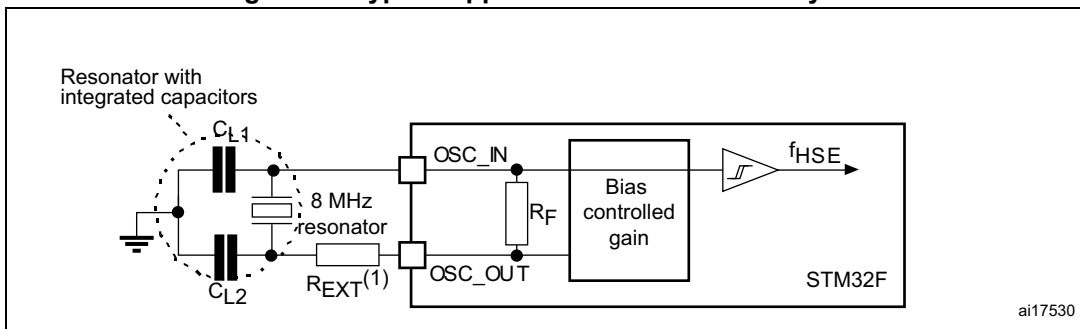 Resonator with
integrated capacitors
CL1
OSC_IN
fHSE
8 MHz
resonator
RF
Bias
controlled
gain
REXT(1)
OSC_OUT
STM32F
CL2
ai17530